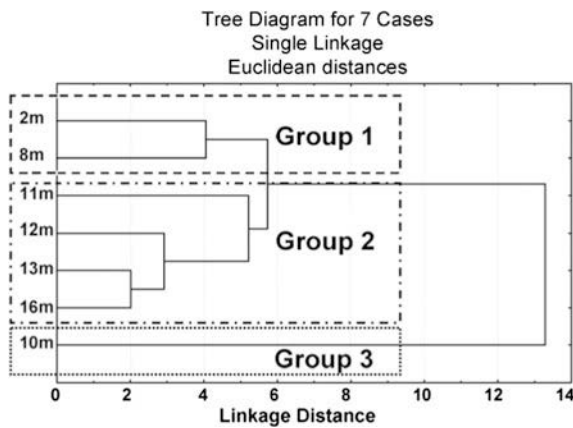 Tree Diagram for 7 Cases
Single Linkage
Euclidean distances
2m
Group 1
8m
11m
12m
Group 2
13m
16m
10m
Group 3
0 2 4 6 8 10 12 14
Linkage Distance